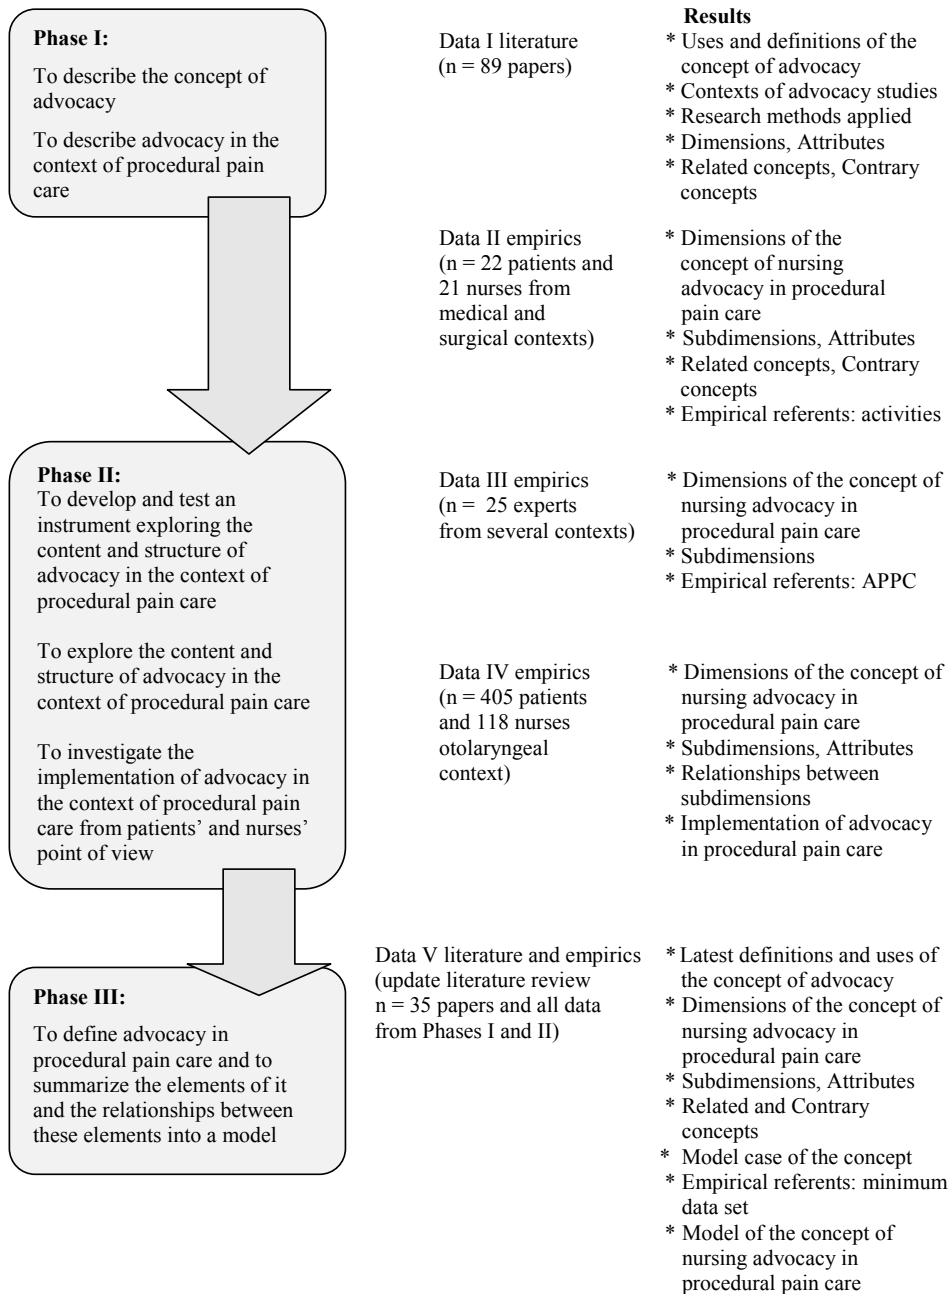 Phase I:
To describe the concept of
advocacy
To describe advocacy in the
context of procedural pain
care
Data I literature
(n = 89 papers)
Results
* Uses and definitions of the
concept of advocacy
* Contexts of advocacy studies
* Research methods applied
* Dimensions, Attributes
* Related concepts, Contrary
concepts
Data II empirics
(n = 22 patients and
21 nurses from
medical and
surgical contexts)
* Dimensions of the
concept of nursing
advocacy in procedural
pain care
* Subdimensions, Attributes
* Related concepts, Contrary
concepts
* Empirical referents: activities
Phase II:
To develop and test an
instrument exploring the
content and structure of
advocacy in the context of
procedural pain care
To explore the content and
structure of advocacy in the
context of procedural pain care
To investigate the
implementation of advocacy in
the context of procedural pain
care from patients’ and nurses’
point of view
Data III empirics
(n = 25 experts
from several contexts)
* Dimensions of the concept of
nursing advocacy in
procedural pain care
* Subdimensions
* Empirical referents: APPC
Data IV empirics
(n = 405 patients
and 118 nurses
otolaryngeal
context)
* Dimensions of the concept of
nursing advocacy in
procedural pain care
* Subdimensions, Attributes
* Relationships between
subdimensions
* Implementation of advocacy
in procedural pain care
Phase III:
To define advocacy in
procedural pain care and to
summarize the elements of it
and the relationships between
these elements into a model
Data V literature and empirics
(update literature review
n = 35 papers and all data
from Phases I and II)
* Latest definitions and uses of
the concept of advocacy
* Dimensions of the concept of
nursing advocacy in
procedural pain care
* Subdimensions, Attributes
* Related and Contrary
concepts
* Model case of the concept
* Empirical referents: minimum
data set
* Model of the concept of
nursing advocacy in
procedural pain care